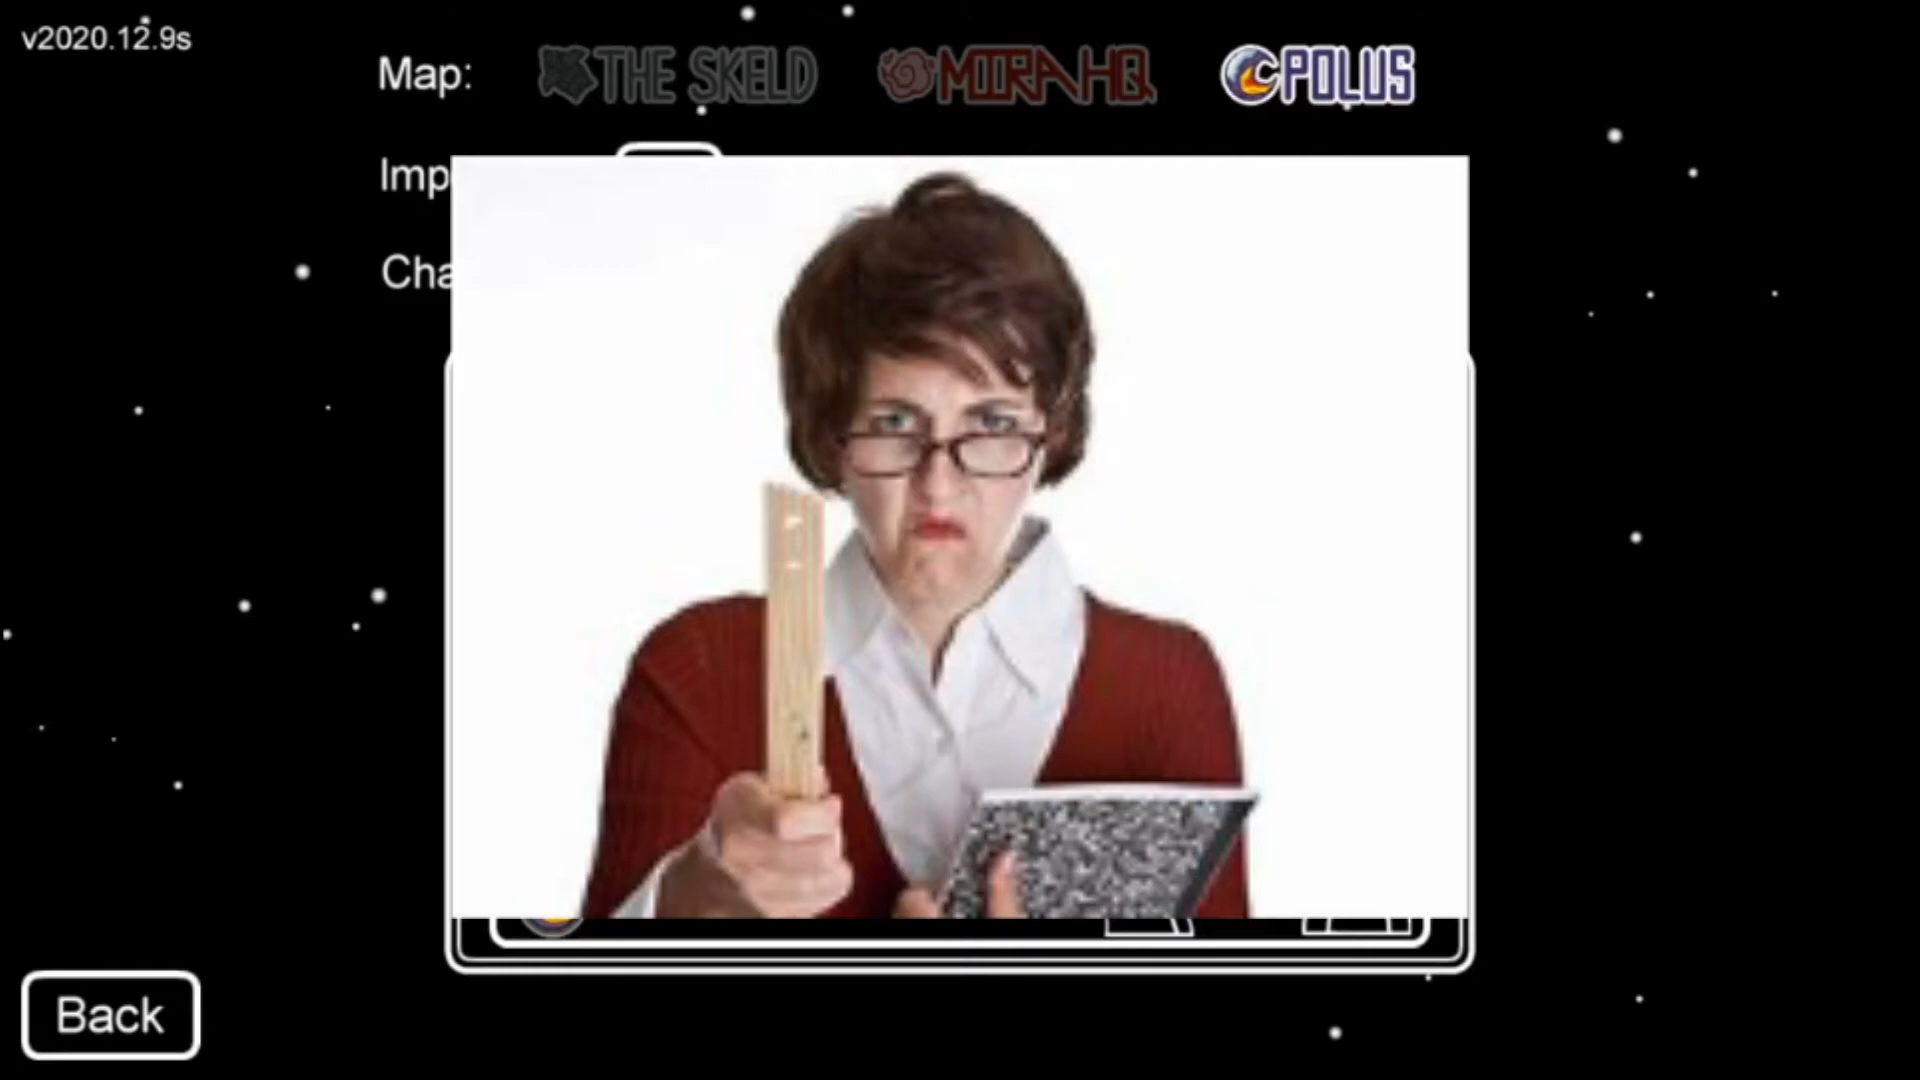 v2020.12.9s
Map: THE SKELD MIRA HQ POLUS
Imp
Cha
Back